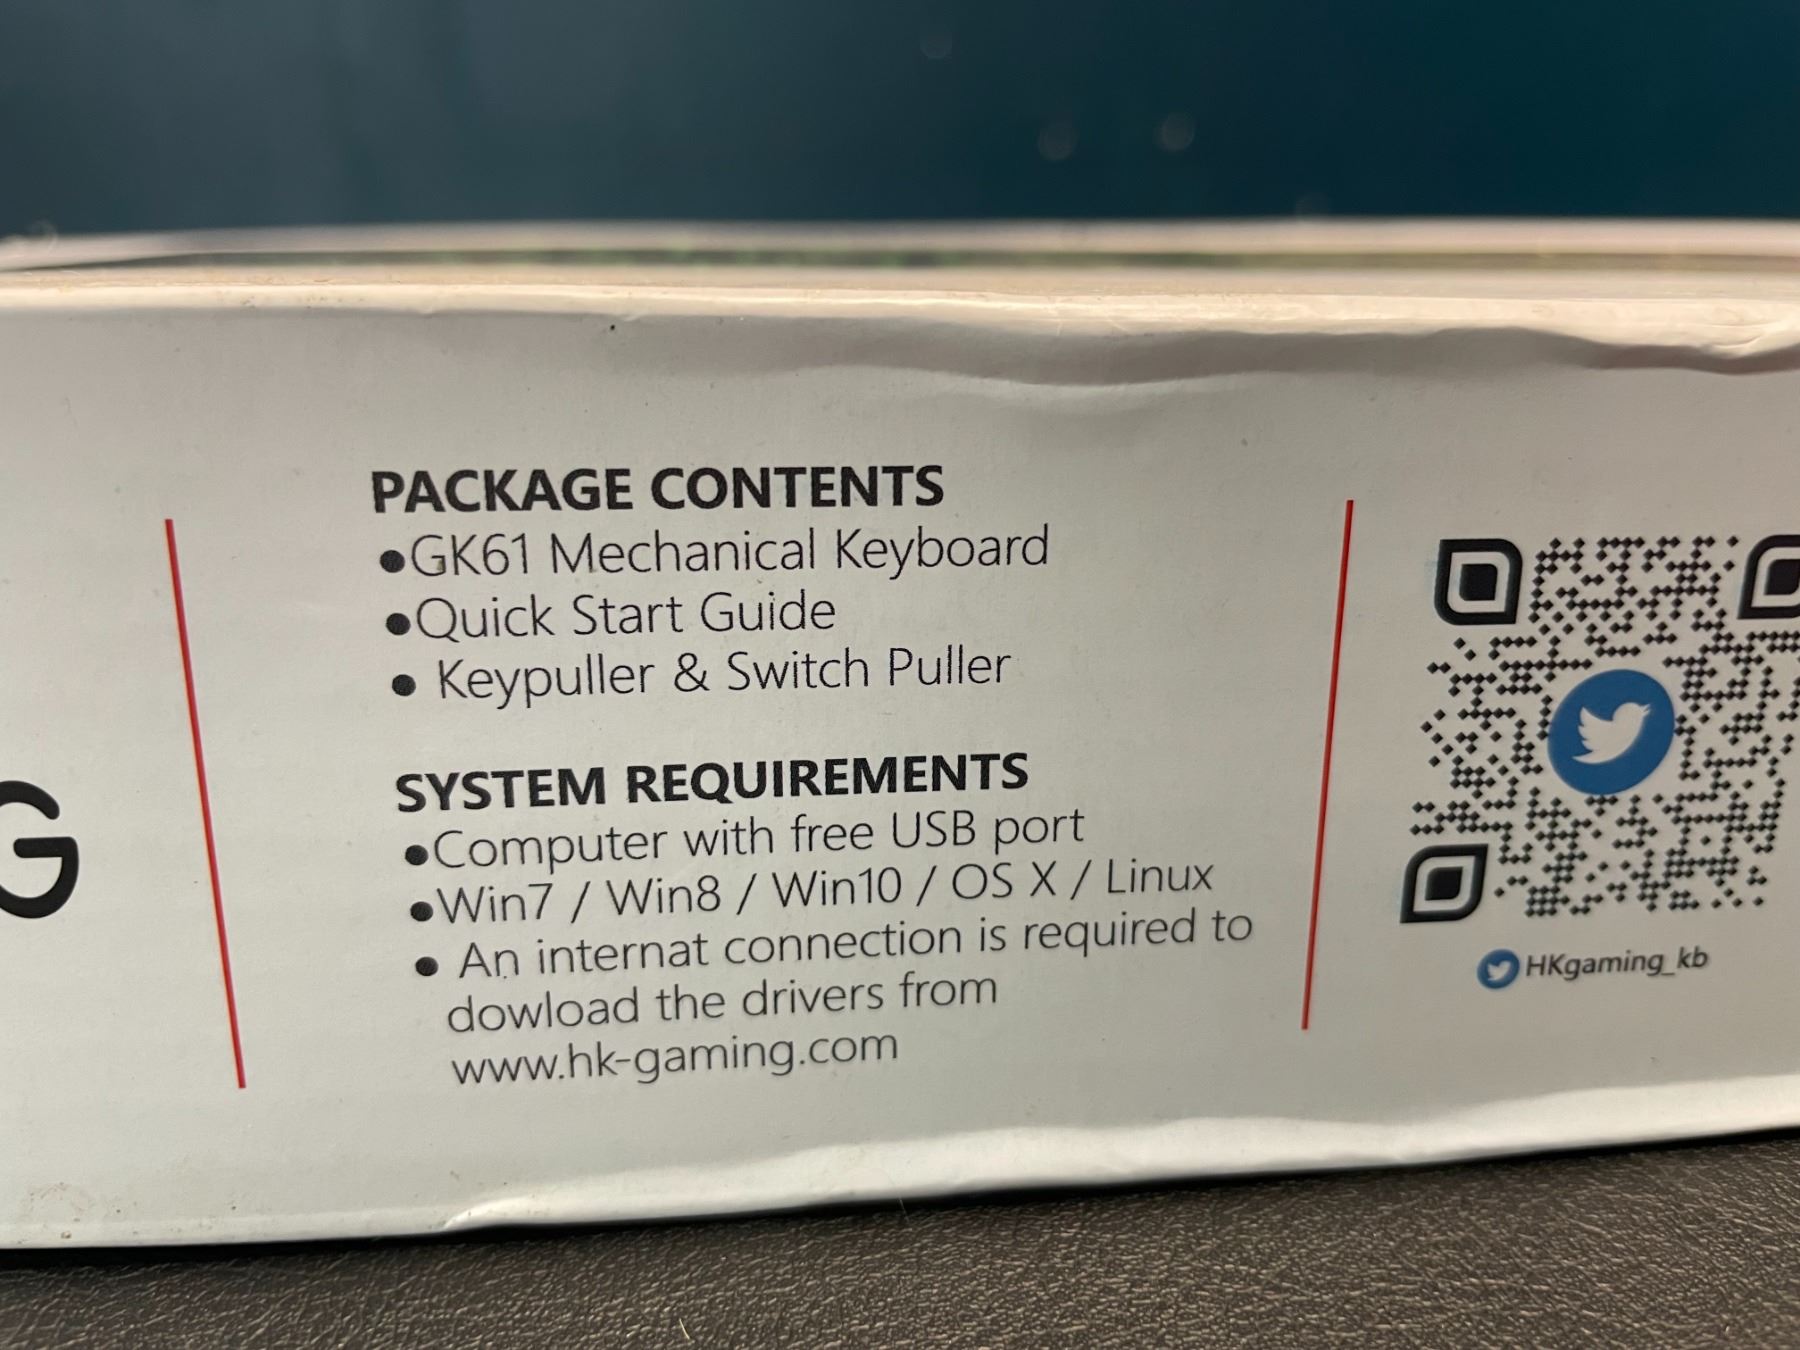 G
PACKAGE CONTENTS
●GK61 Mechanical Keyboard
●Quick Start Guide
● Keypuller & Switch Puller
SYSTEM REQUIREMENTS
●Computer with free USB port
●Win7 / Win8 / Win10 / OS X / Linux
● An internat connection is required to
dowload the drivers from
www.hk-gaming.com
HKgaming_kb